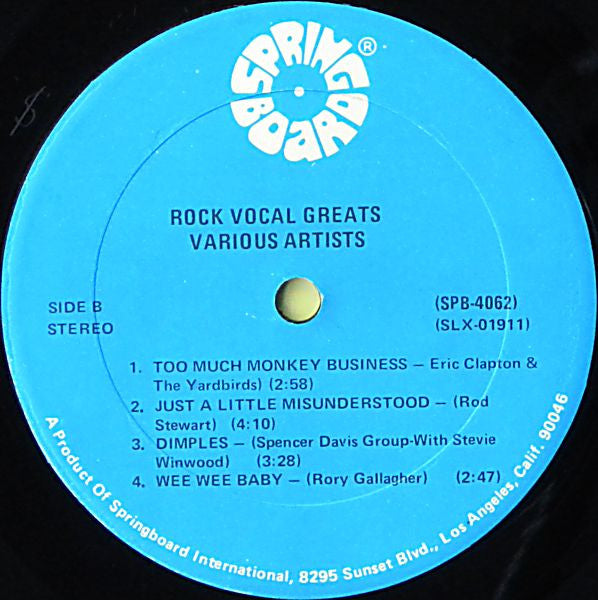 SPRING
BOARD
®
ROCK VOCAL GREATS
VARIOUS ARTISTS
SIDE B
STEREO
(SPB-4062)
(SLX-01911)
1. TOO MUCH MONKEY BUSINESS – Eric Clapton &
The Yardbirds) (2:58)
2. JUST A LITTLE MISUNDERSTOOD – (Rod
Stewart) (4:10)
3. DIMPLES – (Spencer Davis Group-With Stevie
Winwood) (3:28)
4. WEE WEE BABY – (Rory Gallagher) (2:47)
A Product Of Springboard International, 8295 Sunset Blvd., Los Angeles, Calif. 90046